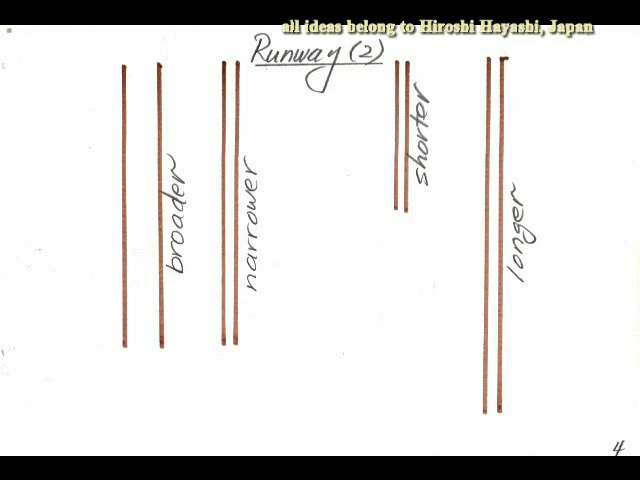 all ideas belong to Hiroshi Hayashi, Japan
Runway (2)
broader
narrower
shorter
longer
4